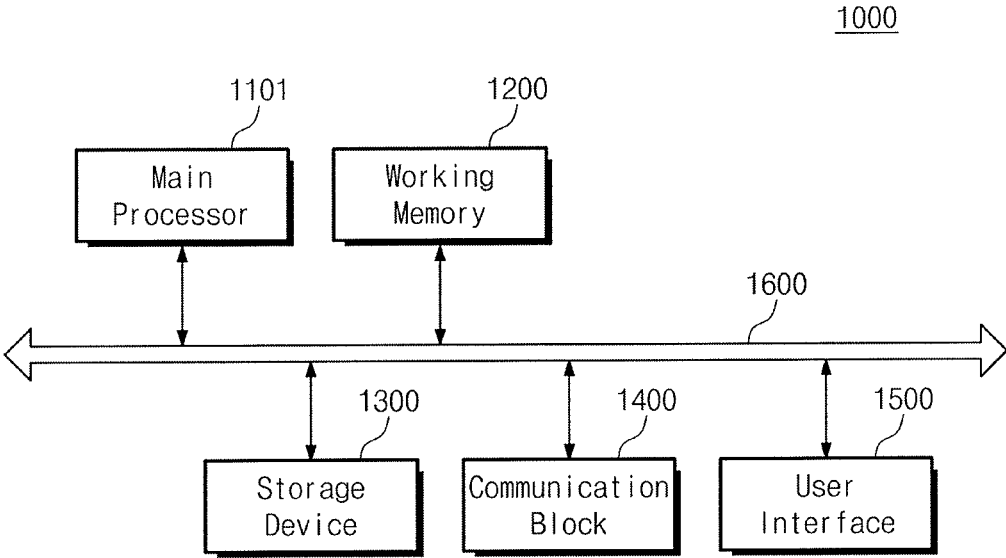 1000
1101
1200
Main
Processor
Working
Memory
1600
1300
1400
1500
Storage
Device
Communication
Block
User
Interface